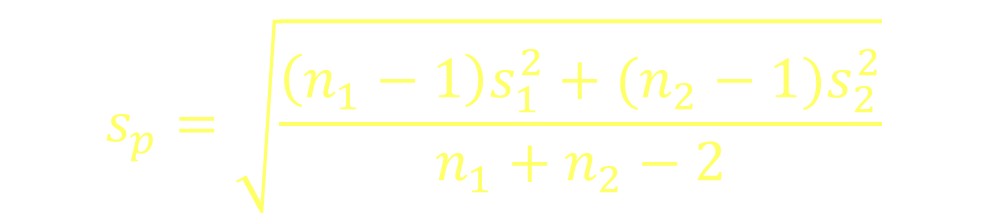 s_p = √(((n_1 − 1)s_1^2 + (n_2 − 1)s_2^2) / (n_1 + n_2 − 2))